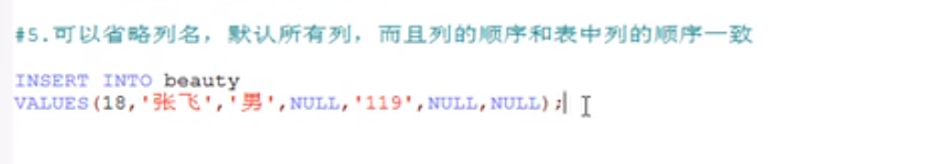 #5.可以省略列名，默认所有列，而且列的顺序和表中列的顺序一致
INSERT INTO beauty
VALUES(18,'张飞','男',NULL,'119',NULL,NULL);